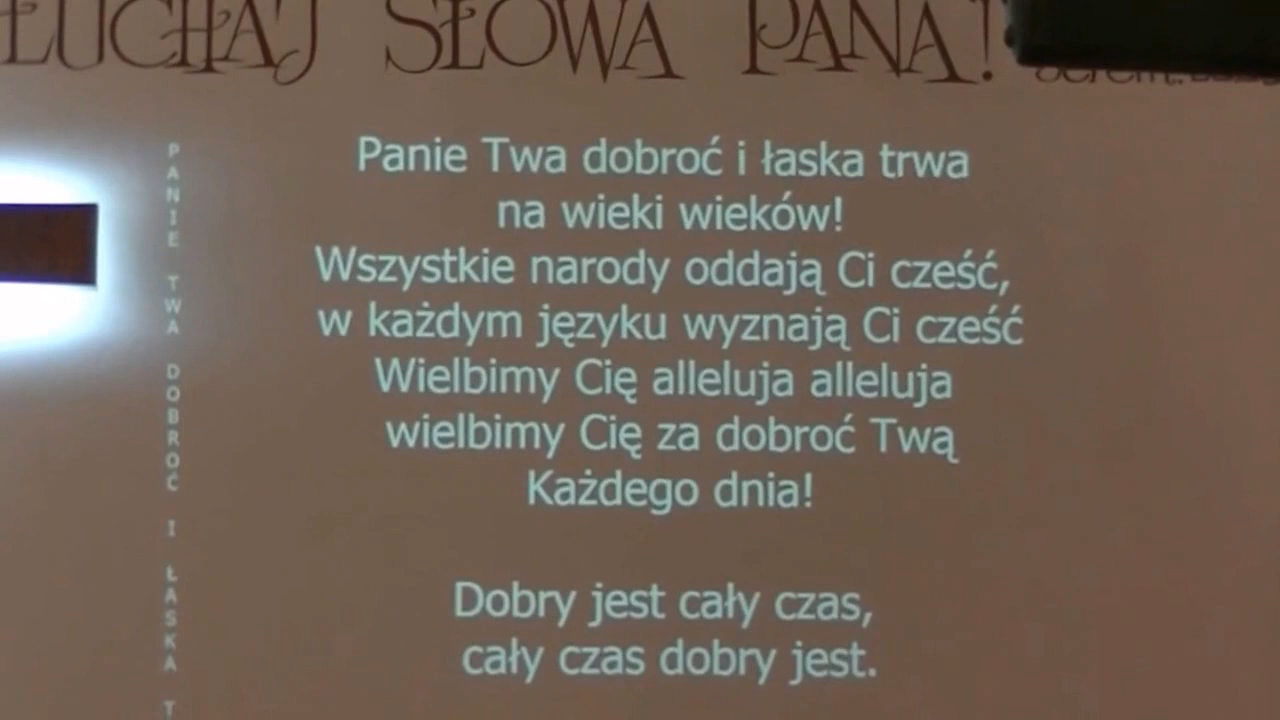 SŁOWA PANA!
Panie Twa dobroć i łaska trwa
na wieki wieków!
Wszystkie narody oddają Ci cześć,
w każdym języku wyznają Ci cześć
Wielbimy Cię alleluja alleluja
wielbimy Cię za dobroć Twą
Każdego dnia!
Dobry jest cały czas,
cały czas dobry jest.
PANIE TWA DOBROĆ I ŁASKA T